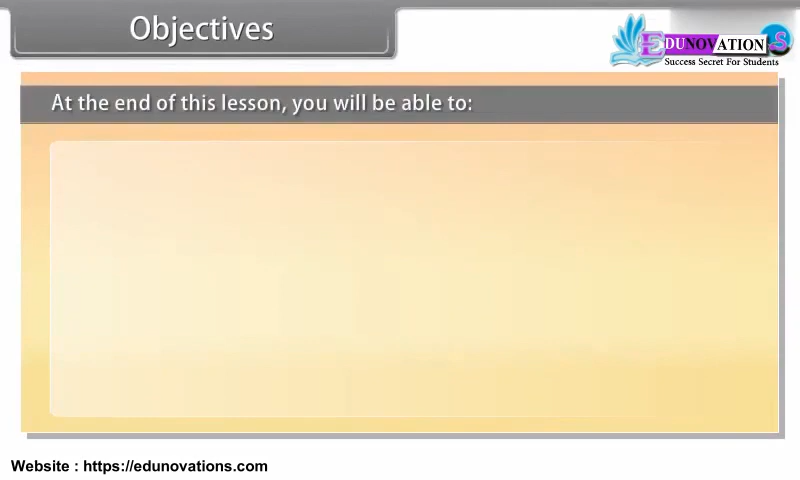 Objectives
EDUNOVATIONS
Success Secret For Students
At the end of this lesson, you will be able to:
Website : https://edunovations.com